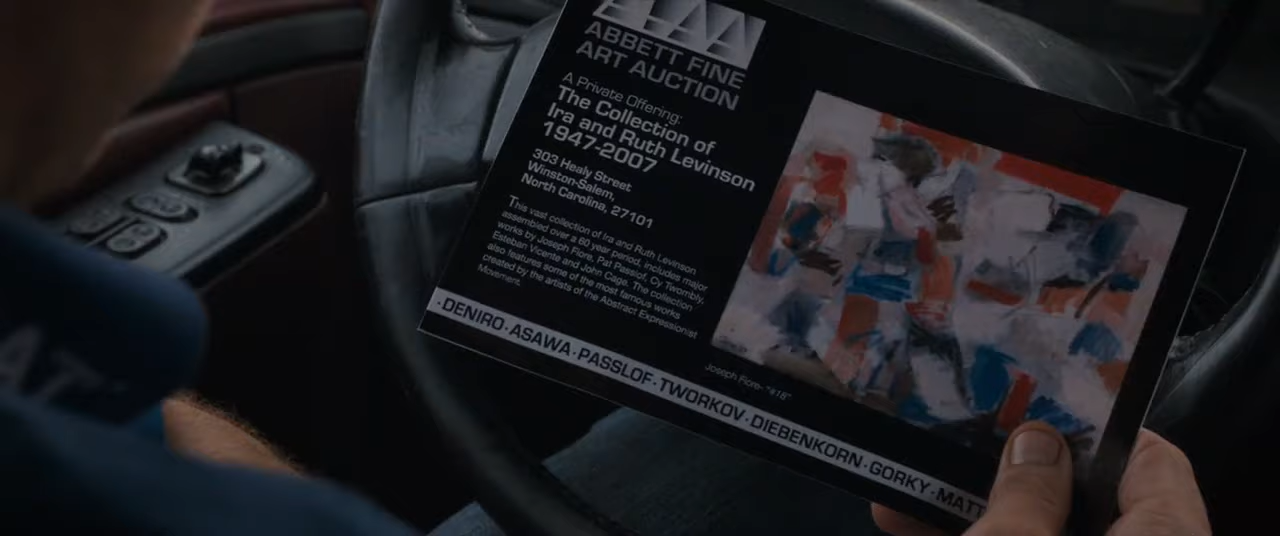 ABBETT FINE
ART AUCTION
A Private Offering:
The Collection of
Ira and Ruth Levinson
1947-2007
303 Healy Street
Winston-Salem,
North Carolina, 27101
This vast collection of Ira and Ruth Levinson
assembled over a 60 year period, includes major
works by Joseph Fiore, Pat Passlof, Cy Twombly,
Esteban Vicente and John Cage. The collection
also features some of the most famous works
created by the artists of the Abstract Expressionist
Movement.
· DENIRO · ASAWA · PASSLOF · TWORKOV · DIEBENKORN · GORKY · MATT
Joseph Fiore- "#18"
AT